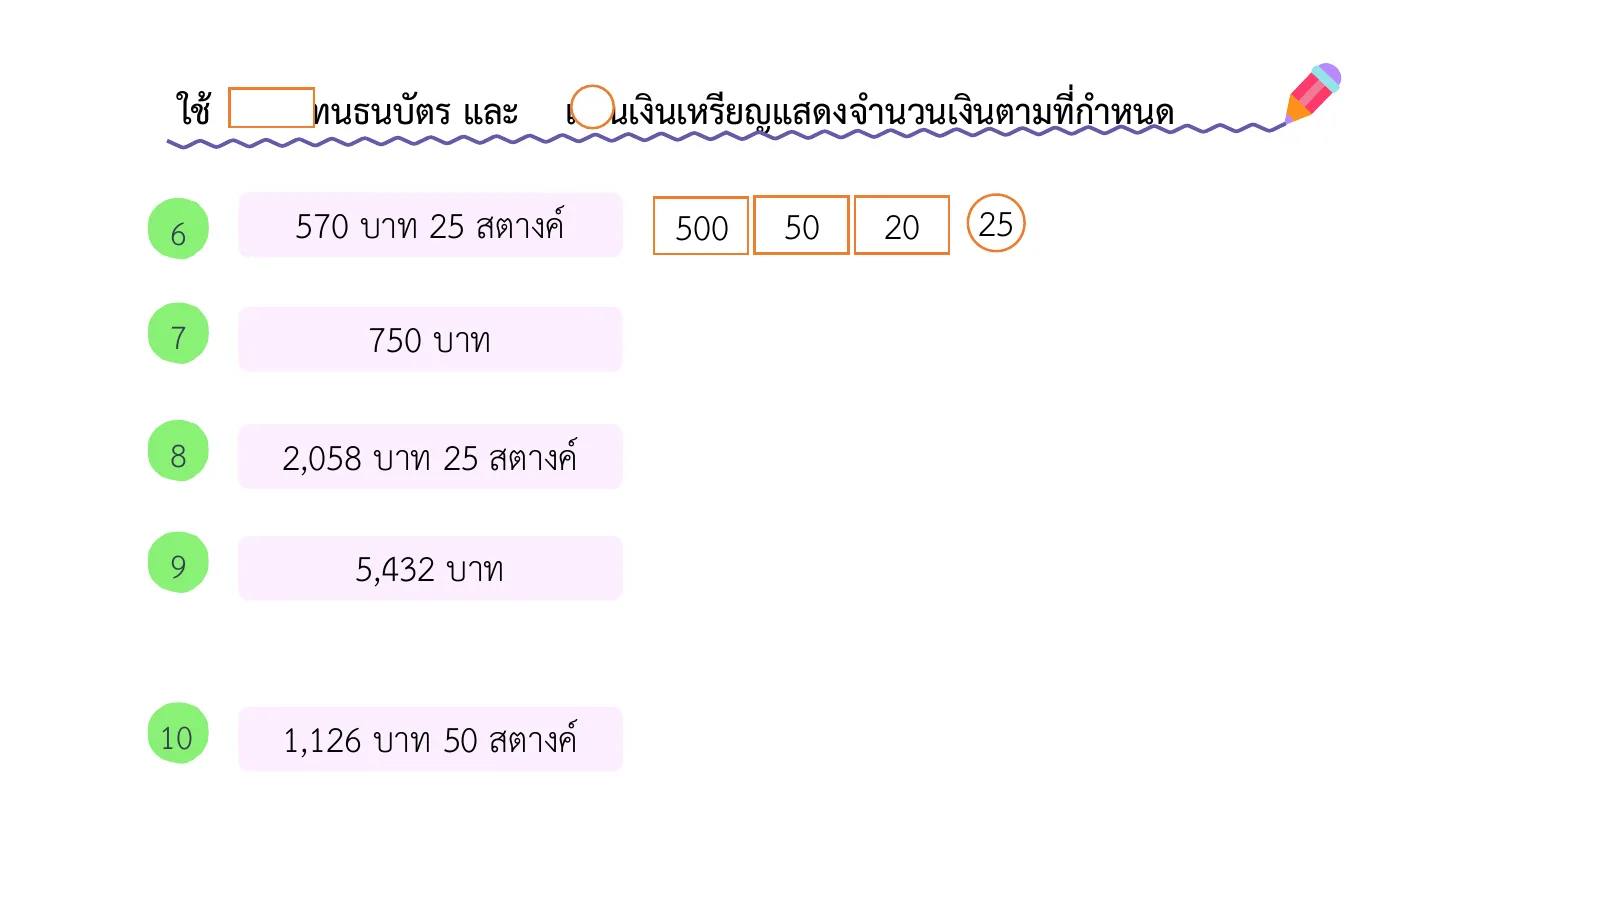 ใช้ ทนธนบัตร และ นเงินเหรียญแสดงจำนวนเงินตามที่กำหนด
6 570 บาท 25 สตางค์ 500 50 20 25
7 750 บาท
8 2,058 บาท 25 สตางค์
9 5,432 บาท
10 1,126 บาท 50 สตางค์